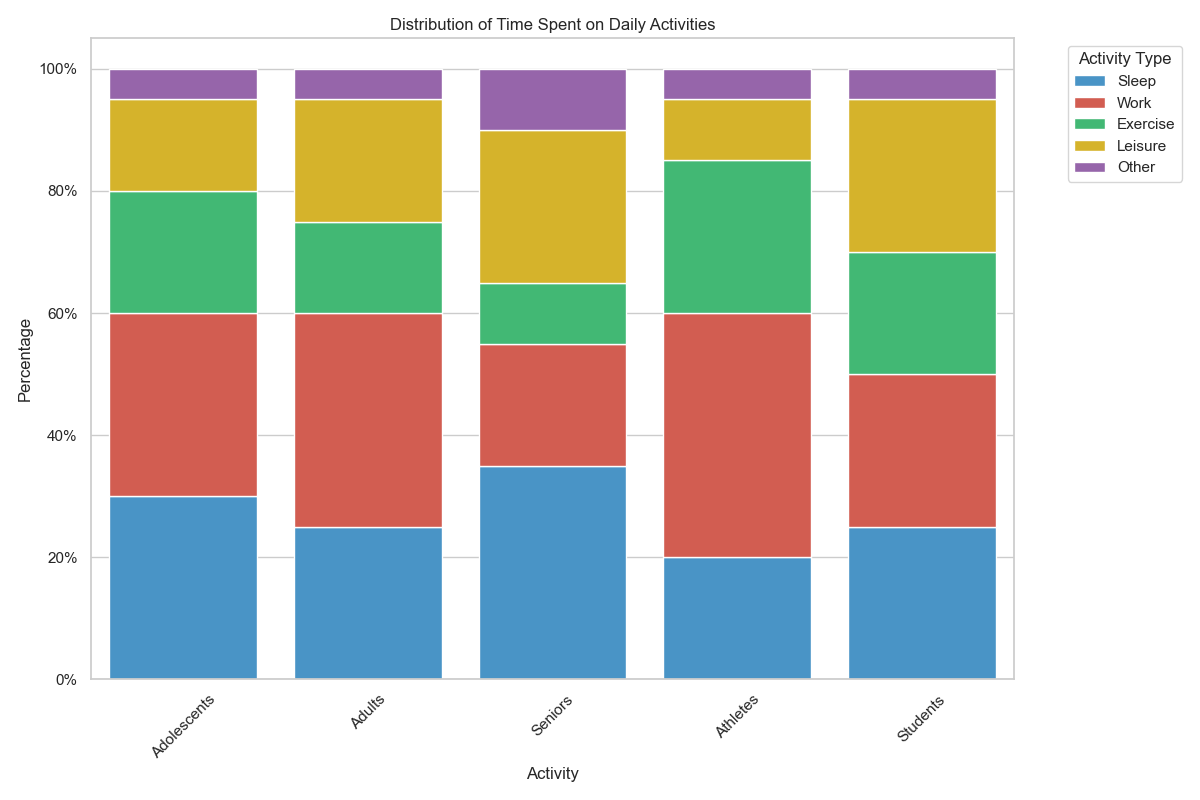 Distribution of Time Spent on Daily Activities
Activity Type
Sleep
Work
Exercise
Leisure
Other
Percentage
100%
80%
60%
40%
20%
0%
Adolescents
Adults
Seniors
Athletes
Students
Activity